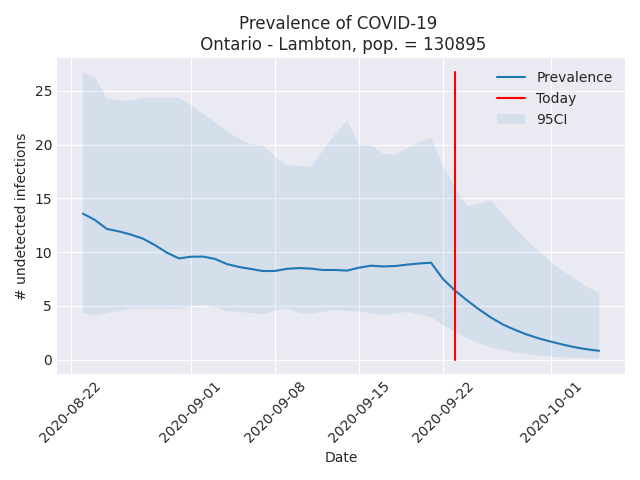 Prevalence of COVID-19
Ontario - Lambton, pop. = 130895
Prevalence
Today
95CI
# undetected infections
25
20
15
10
5
0
2020-08-22
2020-09-01
2020-09-08
2020-09-15
2020-09-22
2020-10-01
Date